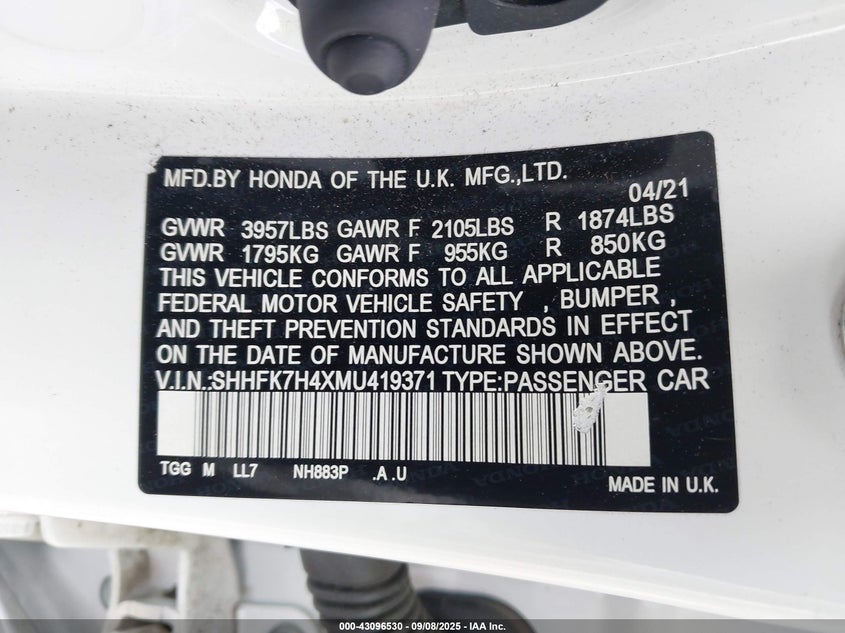 MFD.BY HONDA OF THE U.K. MFG.,LTD.
04/21
GVWR 3957LBS GAWR F 2105LBS R 1874LBS
GVWR 1795KG GAWR F 955KG R 850KG
THIS VEHICLE CONFORMS TO ALL APPLICABLE
FEDERAL MOTOR VEHICLE SAFETY , BUMPER ,
AND THEFT PREVENTION STANDARDS IN EFFECT
ON THE DATE OF MANUFACTURE SHOWN ABOVE.
V.I.N.:SHHFK7H4XMU419371 TYPE:PASSENGER CAR
TGG M LL7 NH883P .A .U
MADE IN U.K.
000-43096530 - 09/08/2025 - IAA Inc.